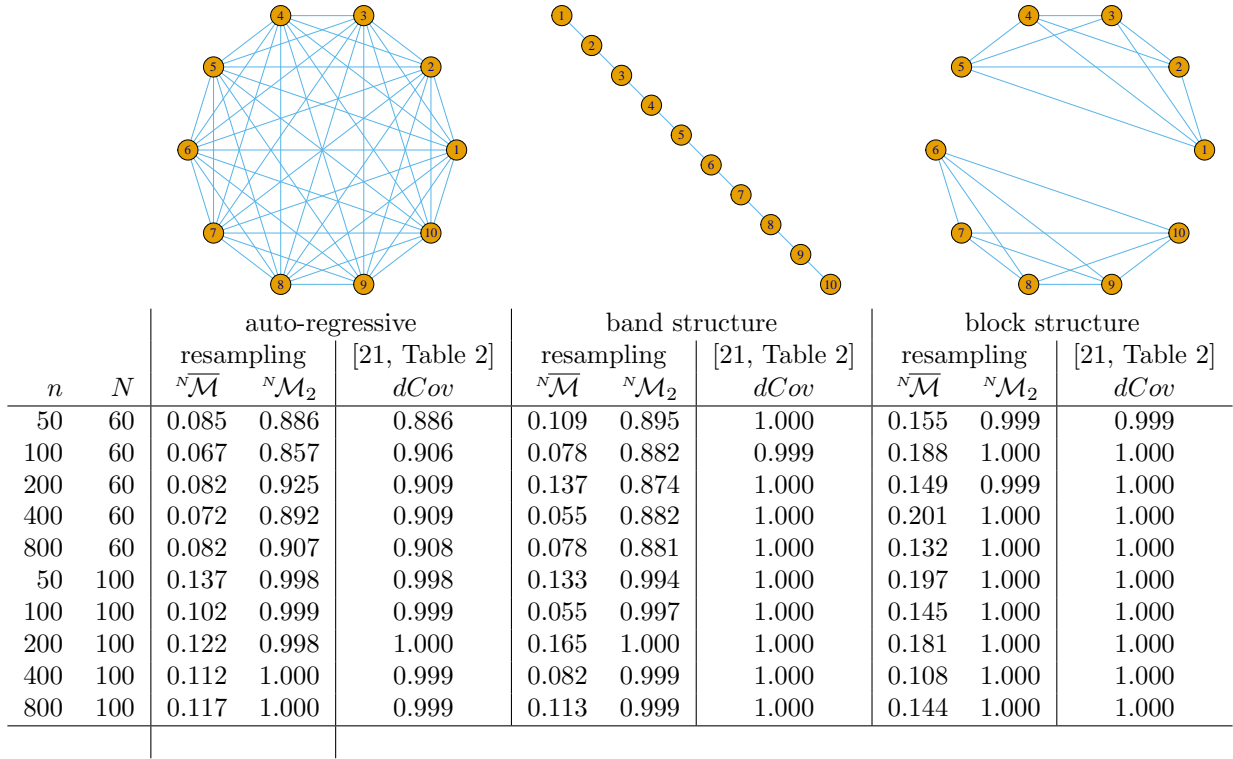 4 3
5 2
6 1
7 10
8 9
1
2
3
4
5
6
7
8
9
10
4 3
5 2
1
6
7 10
8 9
auto-regressive band structure block structure
resampling [21, Table 2] resampling [21, Table 2] resampling [21, Table 2]
n N ᴺM̅ ᴺM₂ dCov ᴺM̅ ᴺM₂ dCov ᴺM̅ ᴺM₂ dCov
50 60 0.085 0.886 0.886 0.109 0.895 1.000 0.155 0.999 0.999
100 60 0.067 0.857 0.906 0.078 0.882 0.999 0.188 1.000 1.000
200 60 0.082 0.925 0.909 0.137 0.874 1.000 0.149 0.999 1.000
400 60 0.072 0.892 0.909 0.055 0.882 1.000 0.201 1.000 1.000
800 60 0.082 0.907 0.908 0.078 0.881 1.000 0.132 1.000 1.000
50 100 0.137 0.998 0.998 0.133 0.994 1.000 0.197 1.000 1.000
100 100 0.102 0.999 0.999 0.055 0.997 1.000 0.145 1.000 1.000
200 100 0.122 0.998 1.000 0.165 1.000 1.000 0.181 1.000 1.000
400 100 0.112 1.000 0.999 0.082 0.999 1.000 0.108 1.000 1.000
800 100 0.117 1.000 0.999 0.113 0.999 1.000 0.144 1.000 1.000